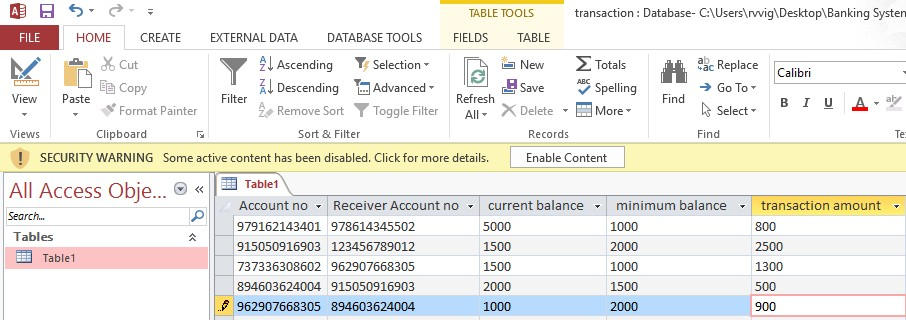 TABLE TOOLS transaction : Database- C:\Users\rvvig\Desktop\Banking System
FILE HOME CREATE EXTERNAL DATA DATABASE TOOLS FIELDS TABLE
View Paste Cut Copy Format Painter Filter Ascending Descending Remove Sort Selection Advanced Toggle Filter Refresh All New Save Delete Totals Spelling More Find Replace Go To Select Calibri B I U A
Views Clipboard Sort & Filter Records Find
SECURITY WARNING Some active content has been disabled. Click for more details. Enable Content
All Access Obje...
Search...
Tables
Table1
Table1
Account no Receiver Account no current balance minimum balance transaction amount
979162143401 978614345502 5000 1000 800
915050916903 123456789012 1500 2000 2500
737336308602 962907668305 1500 1000 1300
894603624004 915050916903 2000 1500 500
962907668305 894603624004 1000 2000 900